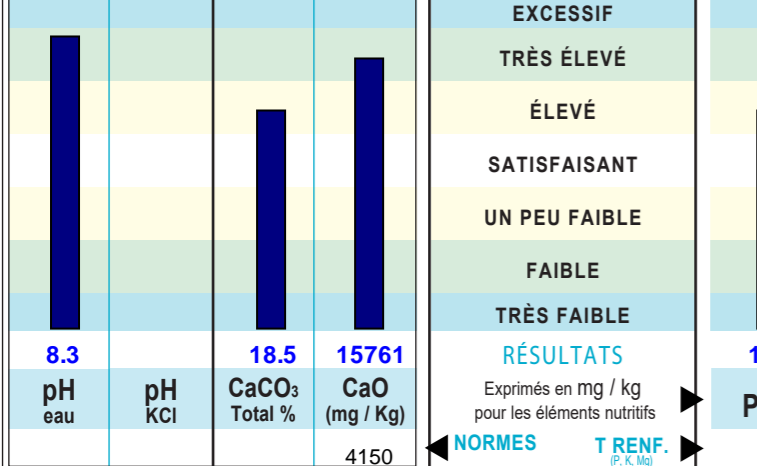 EXCESSIF
TRÈS ÉLEVÉ
ÉLEVÉ
SATISFAISANT
UN PEU FAIBLE
FAIBLE
TRÈS FAIBLE
8.3 18.5 15761 RÉSULTATS 1
pH pH CaCO₃ CaO Exprimés en mg / kg P
eau KCl Total % (mg / Kg) pour les éléments nutritifs
NORMES T RENF.
4150 (P, K, Mg)